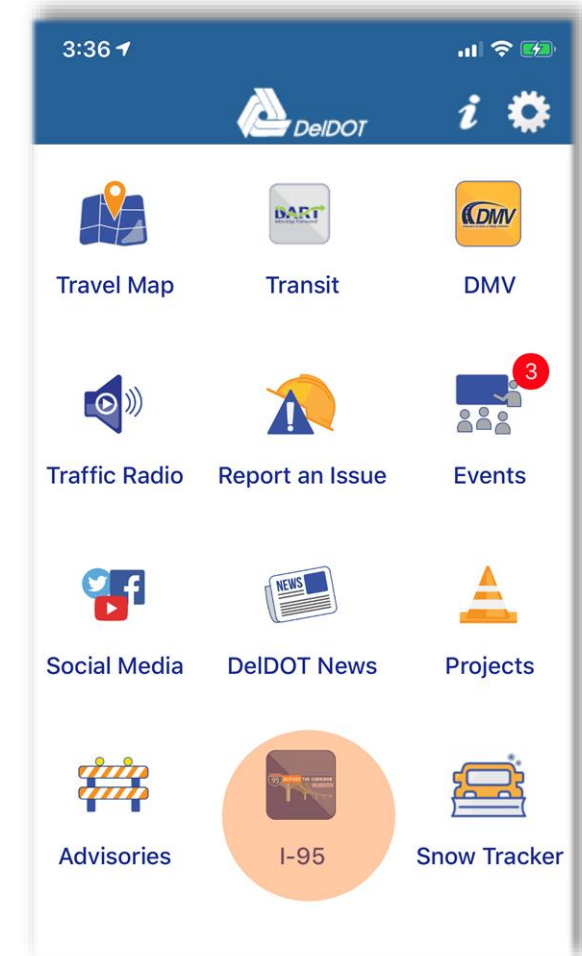 3:36
DelDOT
i
DART
DMV
Travel Map
Transit
DMV
3
Traffic Radio
Report an Issue
Events
NEWS
Social Media
DelDOT News
Projects
95
Advisories
I-95
Snow Tracker